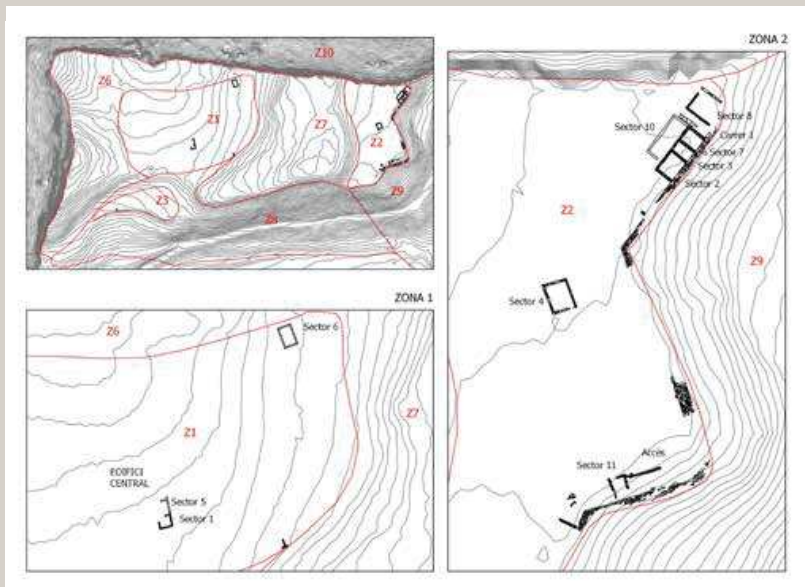 Z10
Z6
Z1
Z7
Z2
Z3
Z9
Z8
ZONA 1
Z6
Sector 6
Z7
Z1
EDIFICI
CENTRAL
Sector 5
Sector 1
ZONA 2
Sector 8
Sector 10
Carrer 1
Sector 7
Sector 3
Sector 2
Z2
Z9
Sector 4
Accés
Sector 11